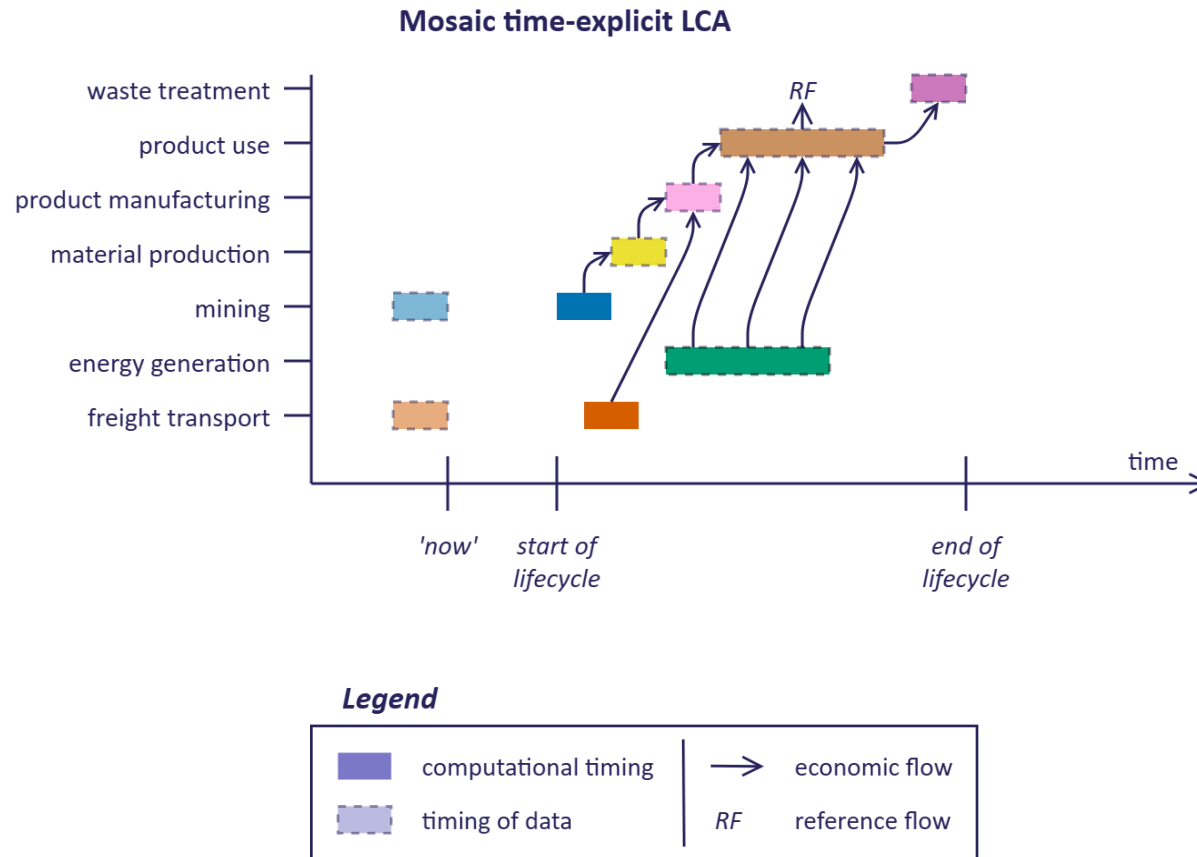 Mosaic time-explicit LCA
waste treatment
RF
product use
product manufacturing
material production
mining
energy generation
freight transport
time
'now'
start of
lifecycle
end of
lifecycle
Legend
computational timing
economic flow
timing of data
RF
reference flow